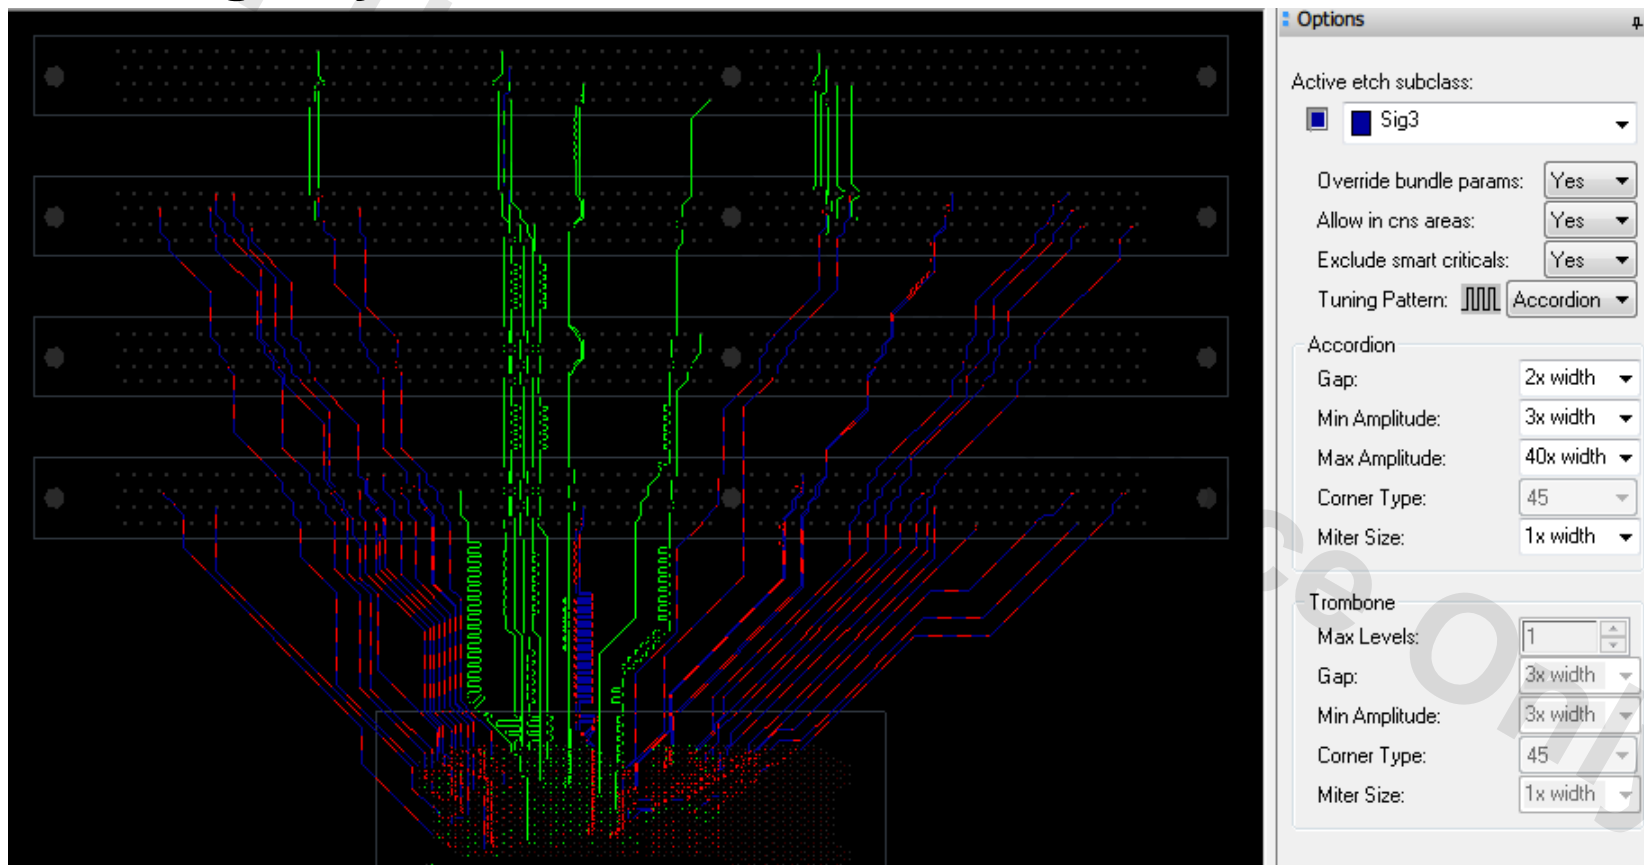 Options
Active etch subclass:
Sig3
Override bundle params: Yes
Allow in cns areas: Yes
Exclude smart criticals: Yes
Tuning Pattern: Accordion
Accordion
Gap: 2x width
Min Amplitude: 3x width
Max Amplitude: 40x width
Corner Type: 45
Miter Size: 1x width
Trombone
Max Levels: 1
Gap: 3x width
Min Amplitude: 3x width
Corner Type: 45
Miter Size: 1x width